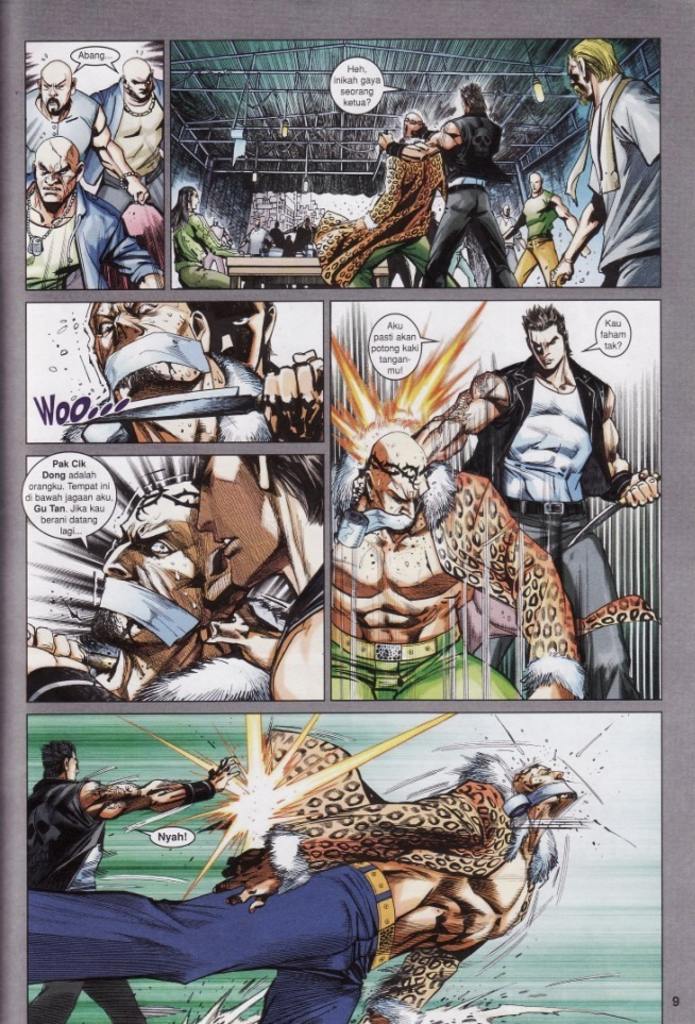 Abang...
Heh,
inikah gaya
seorang
ketua?
WOO...
Aku
pasti akan
potong kaki
tangan-
mu!
Kau
faham
tak?
Pak Cik
Dong adalah
orangku. Tempat ini
di bawah jagaan aku,
Gu Tan. Jika kau
berani datang
lagi...
Nyah!
9